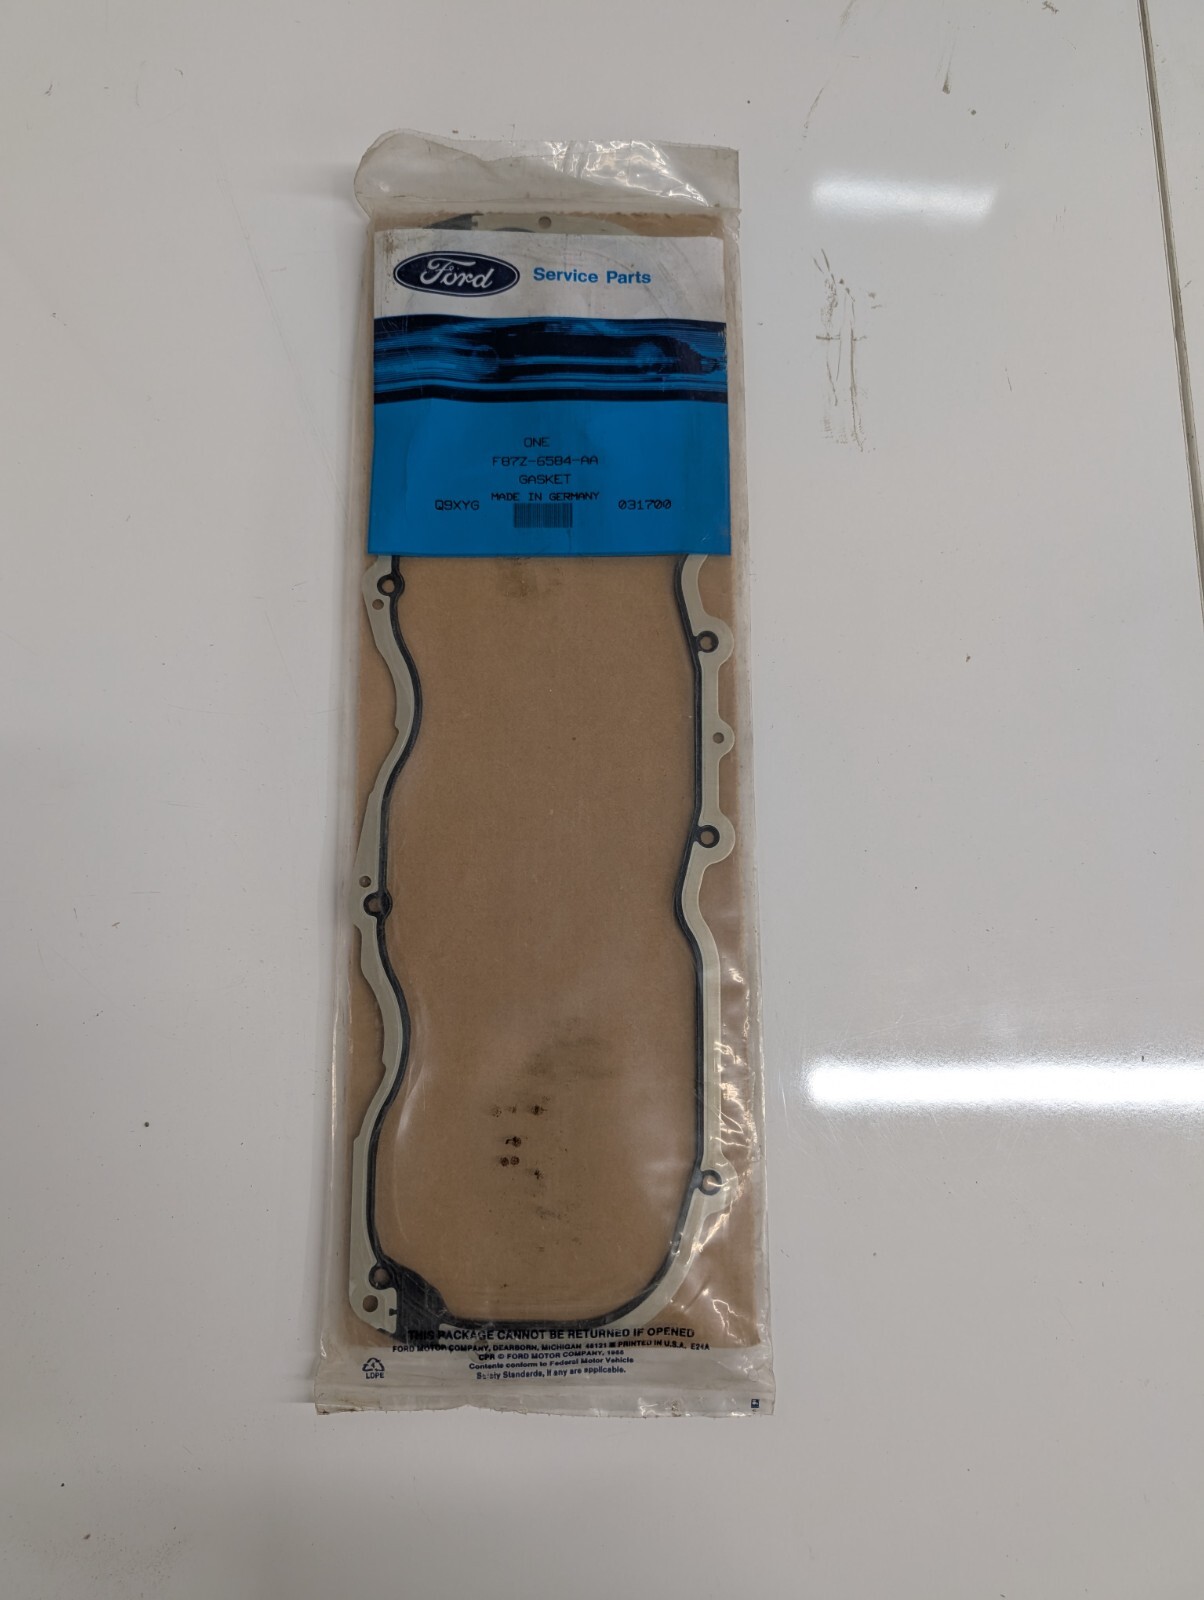 Ford Service Parts
ONE
F87Z-6584-AA
GASKET
MADE IN GERMANY
Q9XYG 031700
THIS PACKAGE CANNOT BE RETURNED IF OPENED
FORD MOTOR COMPANY, DEARBORN, MICHIGAN 48121 PRINTED IN U.S.A. E24A
CPR © FORD MOTOR COMPANY, 1988
Contents conform to Federal Motor Vehicle
Safety Standards, if any are applicable.
LDPE